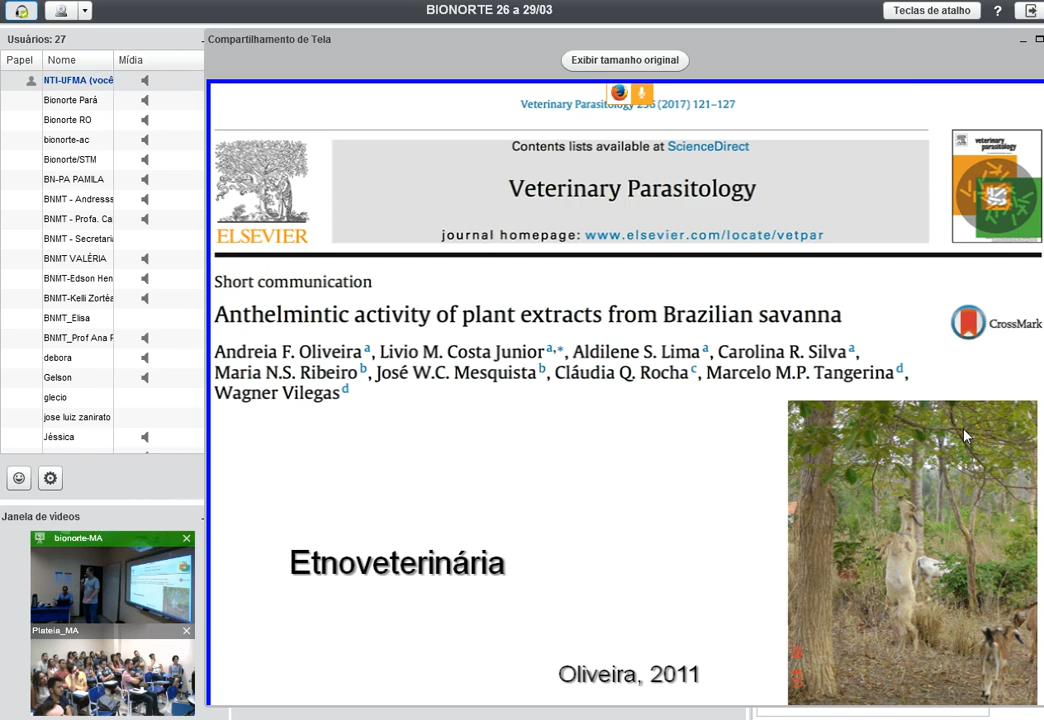 BIONORTE 26 a 29/03
Teclas de atalho
?
Usuários: 27
Compartilhamento de Tela
Papel Nome Mídia
Exibir tamanho original
NTI-UFMA (você
Bionorte Pará
Bionorte RO
bionorte-ac
Bionorte/STM
BN-PA PAMILA
BNMT - Andresss
BNMT - Profa. Ca
BNMT - Secretari
BNMT VALÉRIA
BNMT-Edson Hen
BNMT-Kelli Zortéa
BNMT_Elisa
BNMT_Prof Ana P
debora
Gelson
glecio
jose luiz zanirato
Jéssica
Janela de videos
bionorte-MA
Plateia_MA
Veterinary Parasitology 236 (2017) 121–127
Contents lists available at ScienceDirect
Veterinary Parasitology
journal homepage: www.elsevier.com/locate/vetpar
ELSEVIER
veterinary
parasitology
Short communication
Anthelmintic activity of plant extracts from Brazilian savanna
CrossMark
Andreia F. Oliveira a, Livio M. Costa Junior a,*, Aldilene S. Lima a, Carolina R. Silva a,
Maria N.S. Ribeiro b, José W.C. Mesquista b, Cláudia Q. Rocha c, Marcelo M.P. Tangerina d,
Wagner Vilegas d
Etnoveterinária
Oliveira, 2011